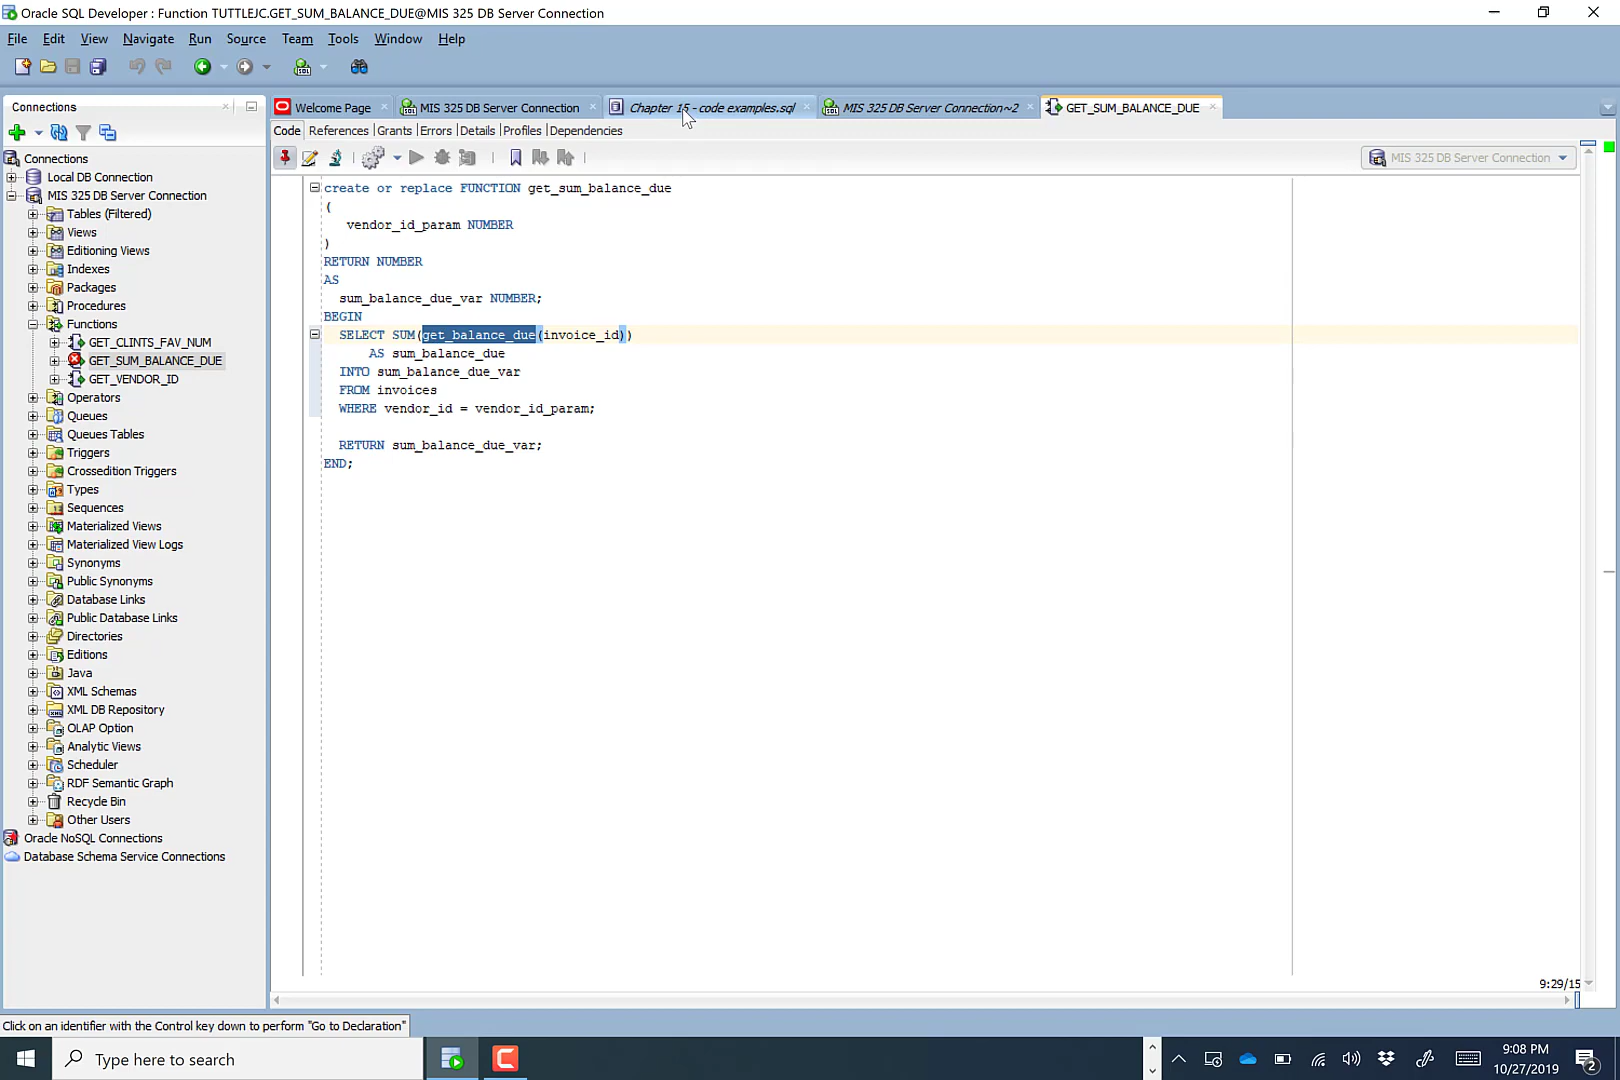 Oracle SQL Developer : Function TUTTLEJC.GET_SUM_BALANCE_DUE@MIS 325 DB Server Connection
File Edit View Navigate Run Source Team Tools Window Help
Connections
Welcome Page
MIS 325 DB Server Connection
Chapter 15 - code examples.sql
MIS 325 DB Server Connection~2
GET_SUM_BALANCE_DUE
Code References Grants Errors Details Profiles Dependencies
MIS 325 DB Server Connection
Connections
Local DB Connection
MIS 325 DB Server Connection
Tables (Filtered)
Views
Editioning Views
Indexes
Packages
Procedures
Functions
GET_CLINTS_FAV_NUM
GET_SUM_BALANCE_DUE
GET_VENDOR_ID
Operators
Queues
Queues Tables
Triggers
Crossedition Triggers
Types
Sequences
Materialized Views
Materialized View Logs
Synonyms
Public Synonyms
Database Links
Public Database Links
Directories
Editions
Java
XML Schemas
XML DB Repository
OLAP Option
Analytic Views
Scheduler
RDF Semantic Graph
Recycle Bin
Other Users
Oracle NoSQL Connections
Database Schema Service Connections
create or replace FUNCTION get_sum_balance_due
(
vendor_id_param NUMBER
)
RETURN NUMBER
AS
sum_balance_due_var NUMBER;
BEGIN
SELECT SUM(get_balance_due(invoice_id))
AS sum_balance_due
INTO sum_balance_due_var
FROM invoices
WHERE vendor_id = vendor_id_param;
RETURN sum_balance_due_var;
END;
9:29/15
Click on an identifier with the Control key down to perform "Go to Declaration"
Type here to search
9:08 PM
10/27/2019
2